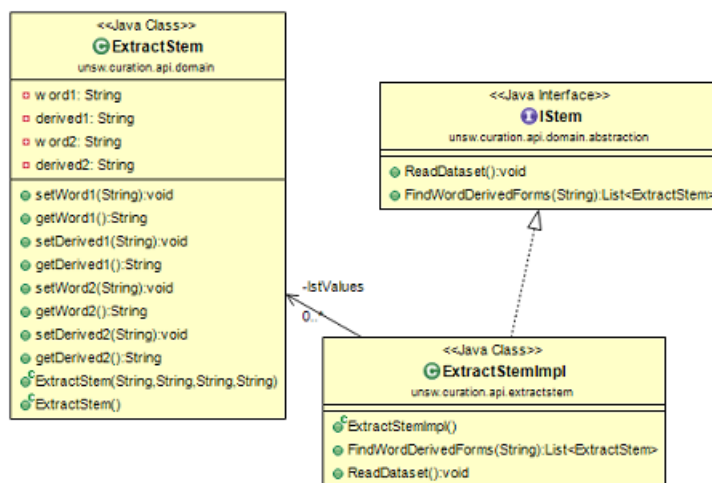 <<Java Class>>
ExtractStem
unsw.curation.api.domain
word1: String
derived1: String
word2: String
derived2: String
setWord1(String):void
getWord1():String
setDerived1(String):void
getDerived1():String
setWord2(String):void
getWord2():String
setDerived2(String):void
getDerived2():String
ExtractStem(String,String,String,String)
ExtractStem()
<<Java Interface>>
IStem
unsw.curation.api.domain.abstraction
ReadDataset():void
FindWordDerivedForms(String):List<ExtractStem>
-lstValues
0..*
<<Java Class>>
ExtractStemImpl
unsw.curation.api.extractstem
ExtractStemImpl()
FindWordDerivedForms(String):List<ExtractStem>
ReadDataset():void